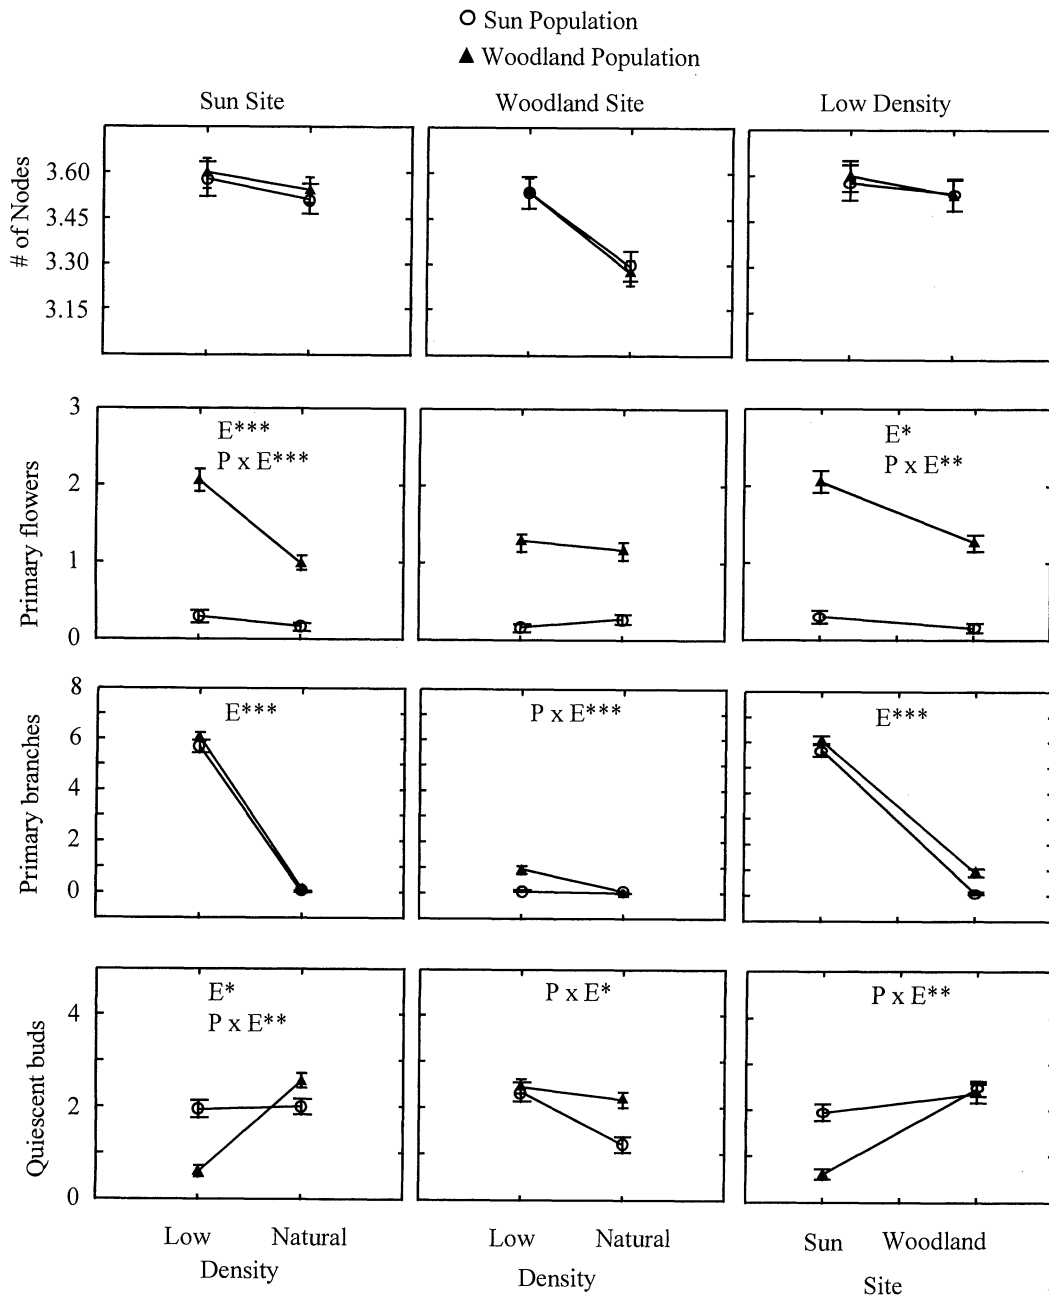 Sun Population
Woodland Population
Sun Site
Woodland Site
Low Density
# of Nodes
3.60
3.45
3.30
3.15
Primary flowers
3
2
1
0
E***
P x E***
E*
P x E**
Primary branches
8
6
4
2
0
E***
P x E***
E***
Quiescent buds
4
2
0
E*
P x E**
P x E*
P x E**
Low
Natural
Density
Low
Natural
Density
Sun
Woodland
Site